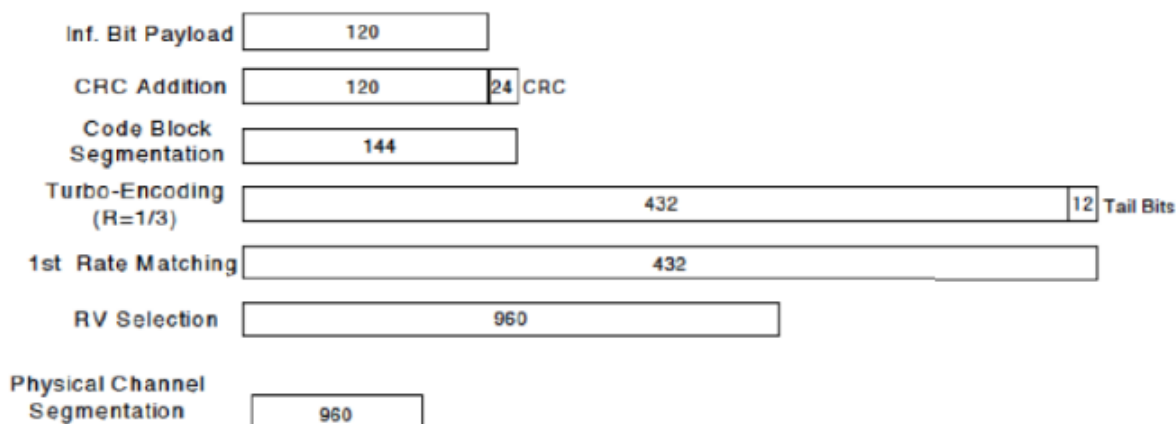 Inf. Bit Payload 120
CRC Addition 120 24 CRC
Code Block
Segmentation 144
Turbo-Encoding
(R=1/3) 432 12 Tail Bits
1st Rate Matching 432
RV Selection 960
Physical Channel
Segmentation 960